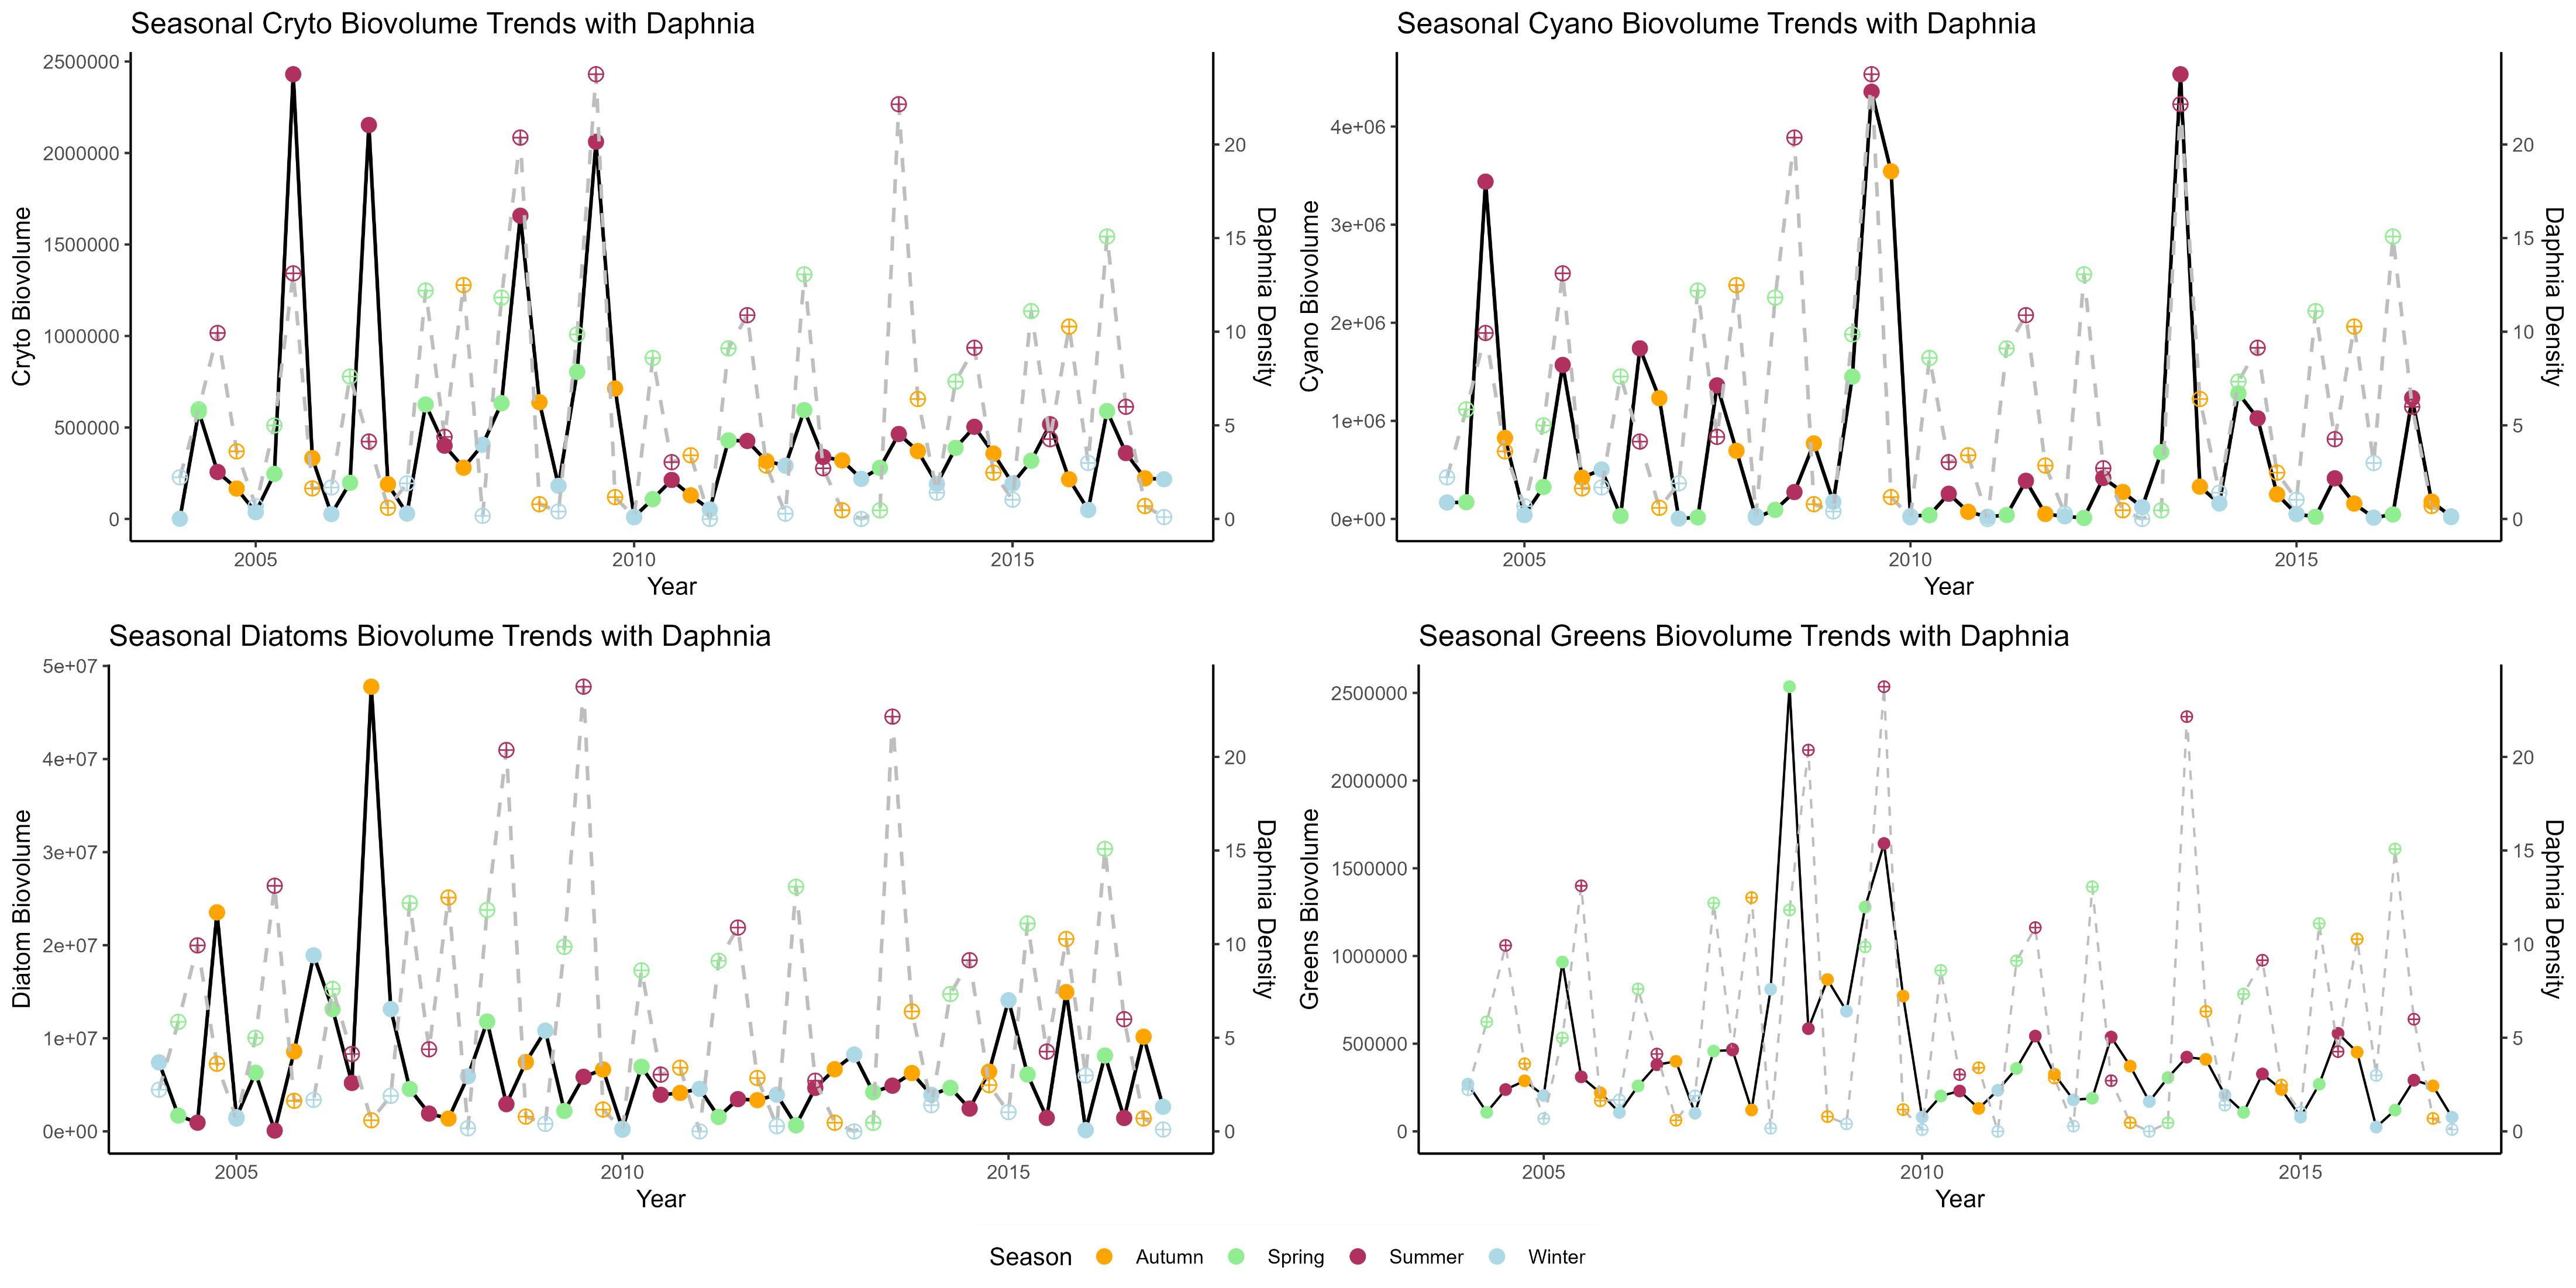 Seasonal Cryto Biovolume Trends with Daphnia
2500000
2000000
1500000
1000000
500000
0
20
15
10
5
0
Cryto Biovolume
Daphnia Density
2005
2010
2015
Year
Seasonal Cyano Biovolume Trends with Daphnia
4e+06
3e+06
2e+06
1e+06
0e+00
20
15
10
5
0
Cyano Biovolume
Daphnia Density
2005
2010
2015
Year
Seasonal Diatoms Biovolume Trends with Daphnia
5e+07
4e+07
3e+07
2e+07
1e+07
0e+00
20
15
10
5
0
Diatom Biovolume
Daphnia Density
2005
2010
2015
Year
Seasonal Greens Biovolume Trends with Daphnia
2500000
2000000
1500000
1000000
500000
0
20
15
10
5
0
Greens Biovolume
Daphnia Density
2005
2010
2015
Year
Season Autumn Spring Summer Winter